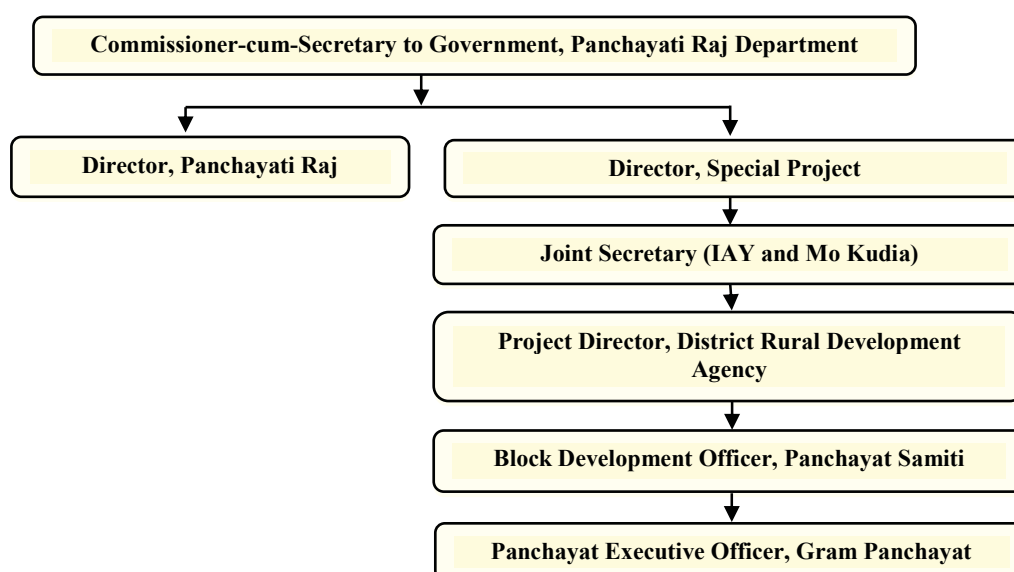 Commissioner-cum-Secretary to Government, Panchayati Raj Department
Director, Panchayati Raj
Director, Special Project
Joint Secretary (IAY and Mo Kudia)
Project Director, District Rural Development
Agency
Block Development Officer, Panchayat Samiti
Panchayat Executive Officer, Gram Panchayat